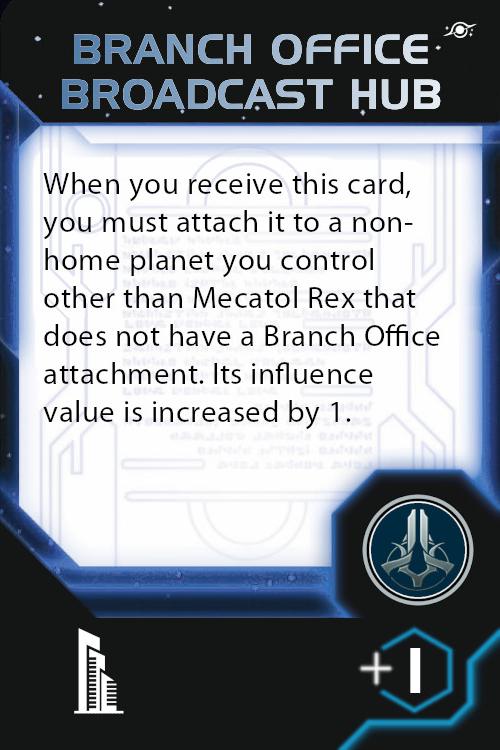 BRANCH OFFICE
BROADCAST HUB
When you receive this card,
you must attach it to a non-
home planet you control
other than Mecatol Rex that
does not have a Branch Office
attachment. Its influence
value is increased by 1.
+1